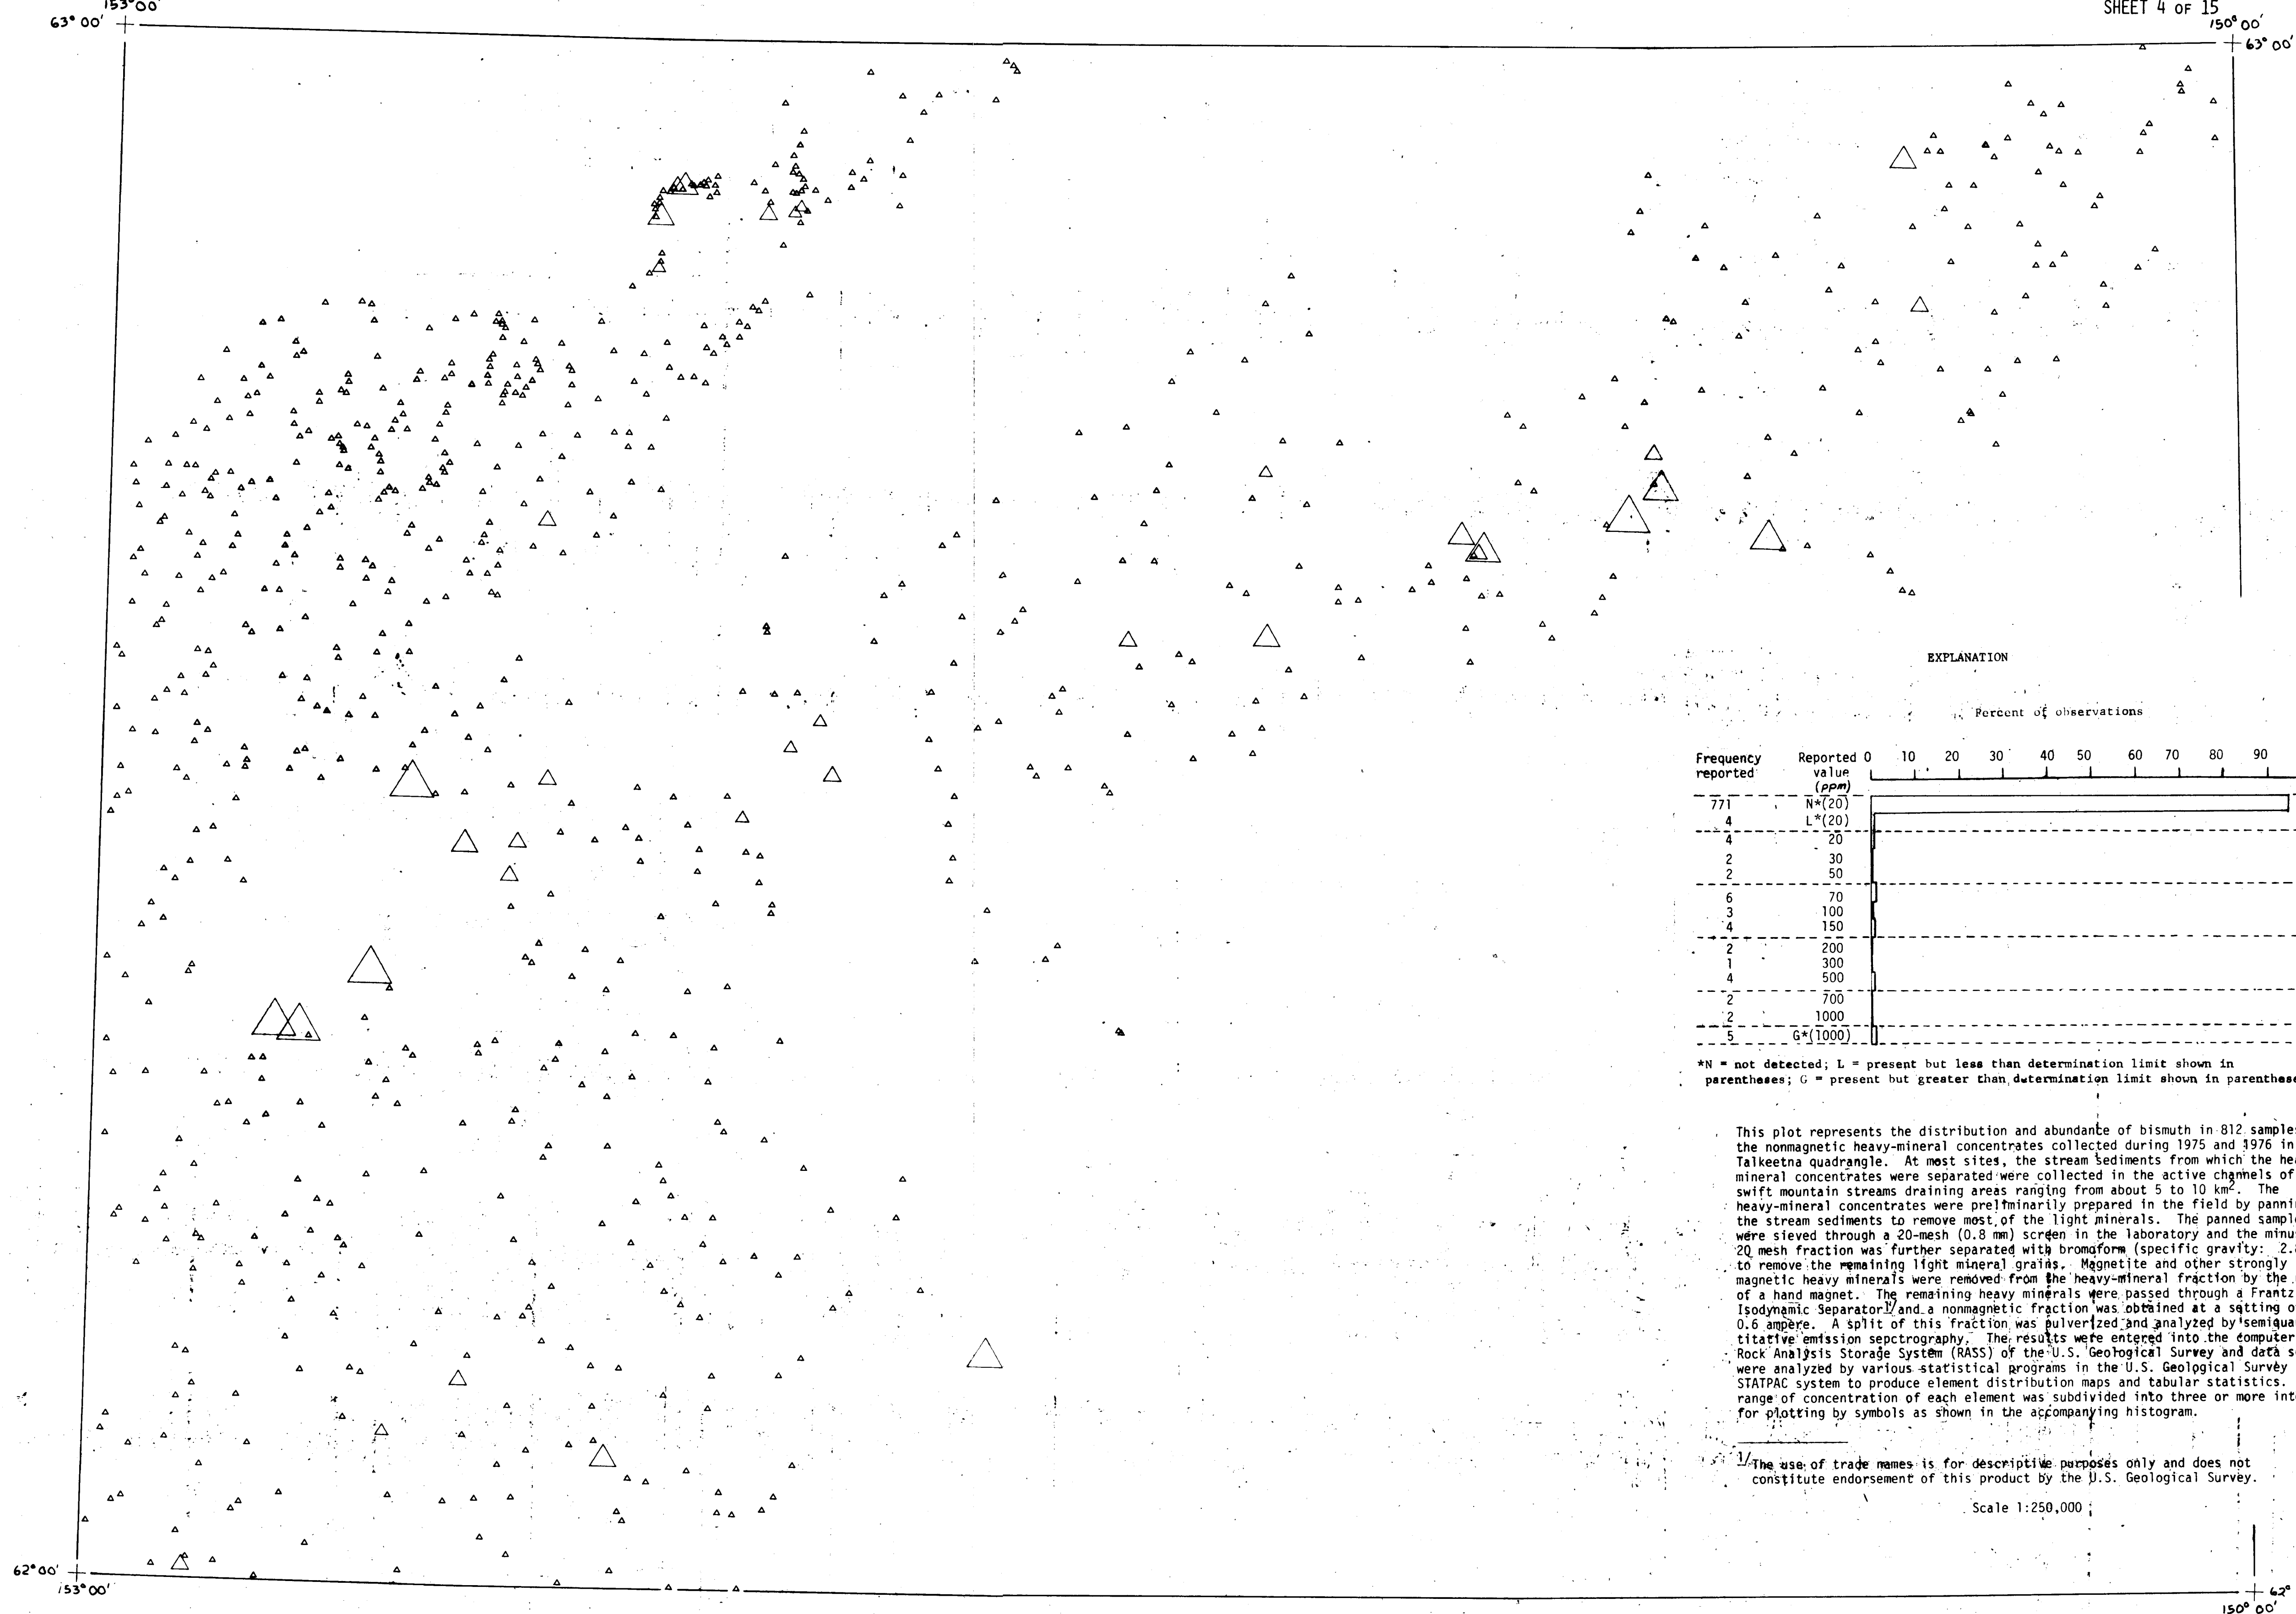 SHEET 4 OF 15
153°00'
150°00'
63°00'
63°00'
EXPLANATION
Percent of observations
Frequency reported
Reported value (ppm)
0 10 20 30 40 50 60 70 80 90
771 N*(20)
4 L*(20)
4 20
2 30
2 50
6 70
3 100
4 150
2 200
1 300
4 500
2 700
2 1000
5 G*(1000)
*N = not detected; L = present but less than determination limit shown in
parentheses; G = present but greater than determination limit shown in parenthese
This plot represents the distribution and abundance of bismuth in 812 samples
the nonmagnetic heavy-mineral concentrates collected during 1975 and 1976 in
Talkeetna quadrangle. At most sites, the stream sediments from which the hea
mineral concentrates were separated were collected in the active channels of
swift mountain streams draining areas ranging from about 5 to 10 km². The
heavy-mineral concentrates were preliminarily prepared in the field by panni
the stream sediments to remove most of the light minerals. The panned sampl
were sieved through a 20-mesh (0.8 mm) screen in the laboratory and the minu
20 mesh fraction was further separated with bromoform (specific gravity: 2.8
to remove the remaining light mineral grains. Magnetite and other strongly
magnetic heavy minerals were removed from the heavy-mineral fraction by the
of a hand magnet. The remaining heavy minerals were passed through a Frantz
Isodynamic Separator1/ and a nonmagnetic fraction was obtained at a setting o
0.6 ampere. A split of this fraction was pulverized and analyzed by semiqua
titative emission sepctrography. The results were entered into the computer
Rock Analysis Storage System (RASS) of the U.S. Geological Survey and data s
were analyzed by various statistical programs in the U.S. Geological Survey
STATPAC system to produce element distribution maps and tabular statistics.
range of concentration of each element was subdivided into three or more int
for plotting by symbols as shown in the accompanying histogram.
1/The use of trade names is for descriptive purposes only and does not
constitute endorsement of this product by the U.S. Geological Survey.
Scale 1:250,000
62°00'
153°00'
62°
150°00'